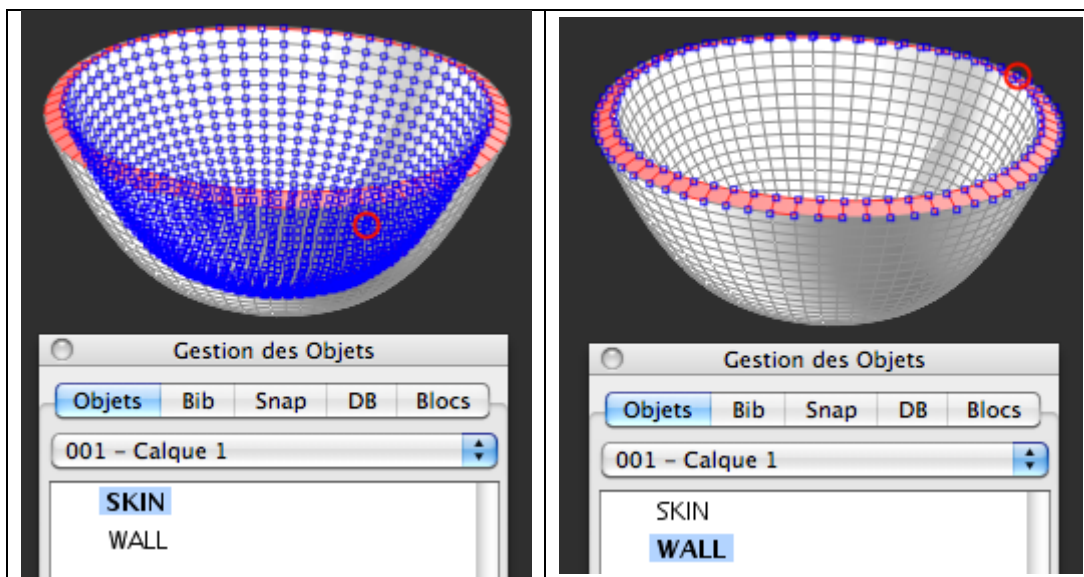 Gestion des Objets
Objets Bib Snap DB Blocs
001 – Calque 1
SKIN
WALL
Gestion des Objets
Objets Bib Snap DB Blocs
001 – Calque 1
SKIN
WALL